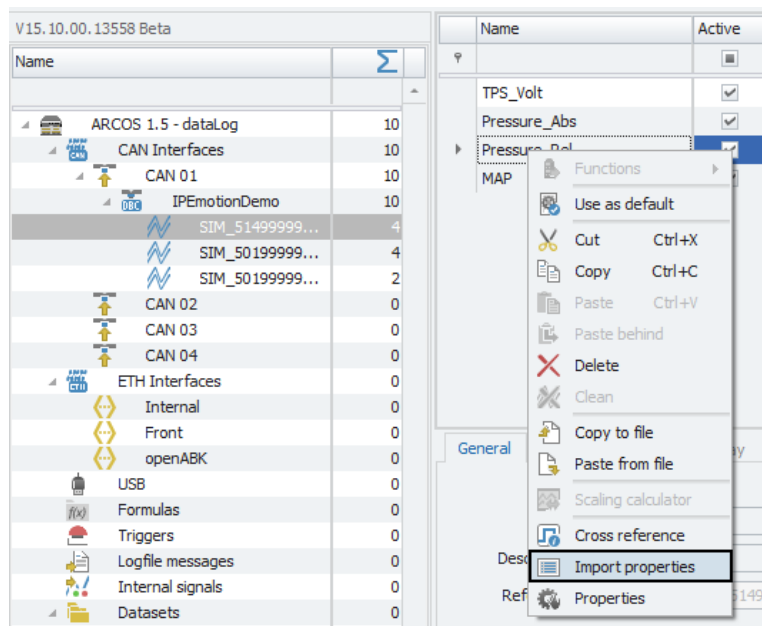 V15.10.00.13558 Beta
Name Σ
ARCOS 1.5 - dataLog 10
CAN Interfaces 10
CAN 01 10
IPEmotionDemo 10
SIM_51499999... 4
SIM_50199999... 4
SIM_50199999... 2
CAN 02 0
CAN 03 0
CAN 04 0
ETH Interfaces 0
Internal 0
Front 0
openABK 0
USB 0
Formulas 0
Triggers 0
Logfile messages 0
Internal signals 0
Datasets 0
Name Active
TPS_Volt
Pressure_Abs
Pressure_Rel
MAP
Functions
Use as default
Cut Ctrl+X
Copy Ctrl+C
Paste Ctrl+V
Paste behind
Delete
Clean
Copy to file
Paste from file
Scaling calculator
Cross reference
Import properties
Properties
General
Desc
Ref